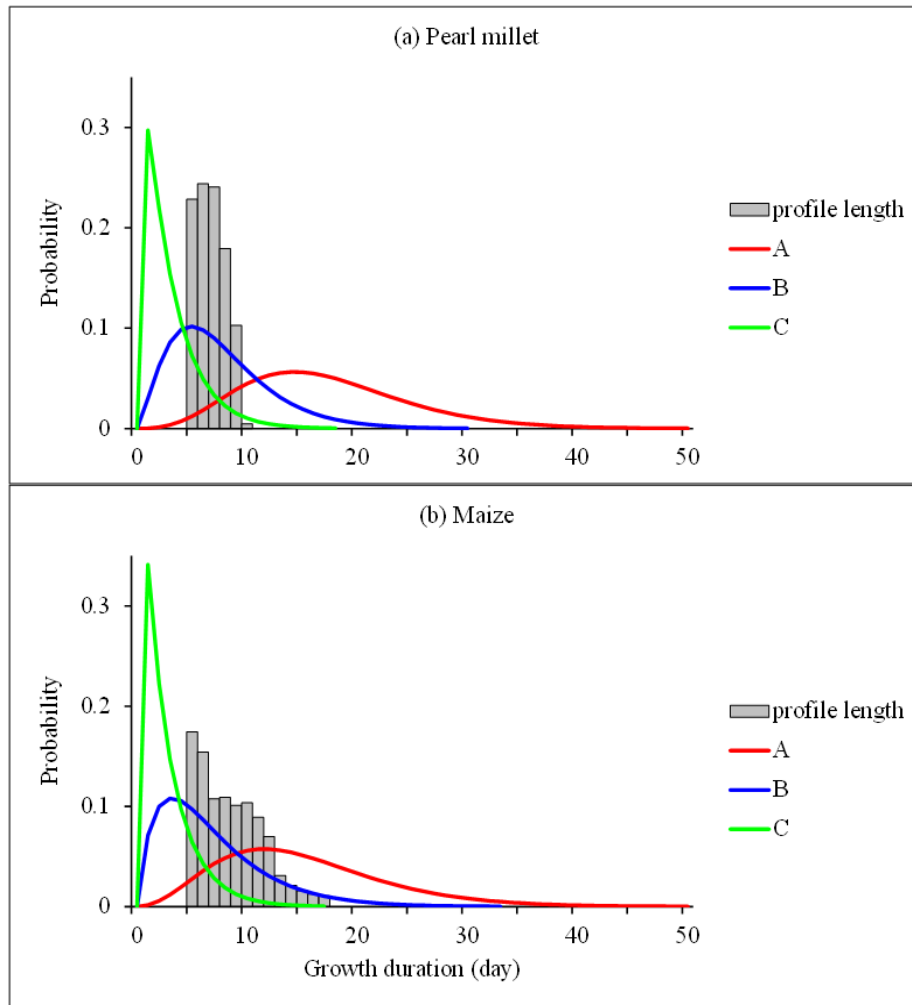 (a) Pearl millet
0.3
0.2
0.1
0
Probability
0 10 20 30 40 50
profile length
A
B
C
(b) Maize
0.3
0.2
0.1
0
Probability
0 10 20 30 40 50
Growth duration (day)
profile length
A
B
C